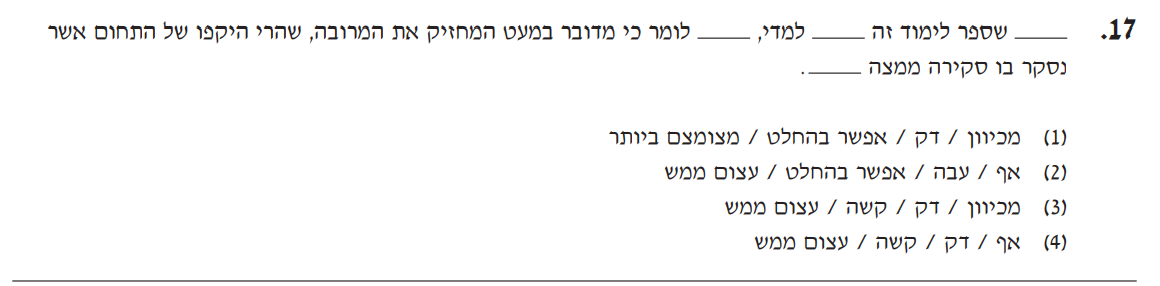 17. _____ שספר לימוד זה _____ למדי, _____ לומר כי מדובר במעט המחזיק את המרובה, שהרי היקפו של התחום אשר
נסקר בו סקירה ממצה _____.
(1) מכיוון / דק / אפשר בהחלט / מצומצם ביותר
(2) אף / עבה / אפשר בהחלט / עצום ממש
(3) מכיוון / דק / קשה / עצום ממש
(4) אף / דק / קשה / עצום ממש